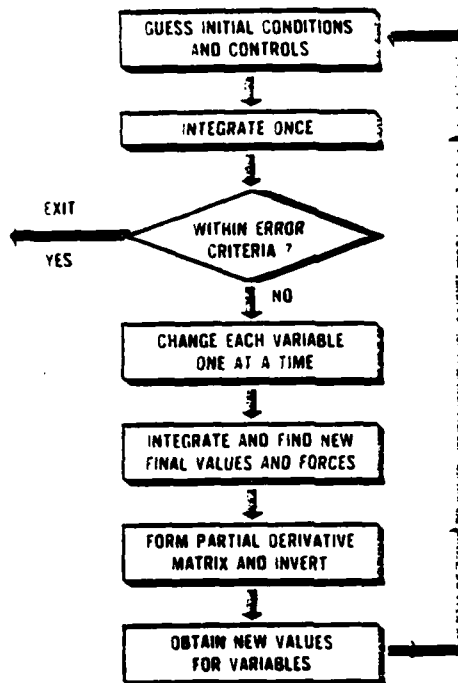 GUESS INITIAL CONDITIONS
AND CONTROLS
INTEGRATE ONCE
WITHIN ERROR
CRITERIA ?
EXIT
YES
NO
CHANGE EACH VARIABLE
ONE AT A TIME
INTEGRATE AND FIND NEW
FINAL VALUES AND FORCES
FORM PARTIAL DERIVATIVE
MATRIX AND INVERT
OBTAIN NEW VALUES
FOR VARIABLES